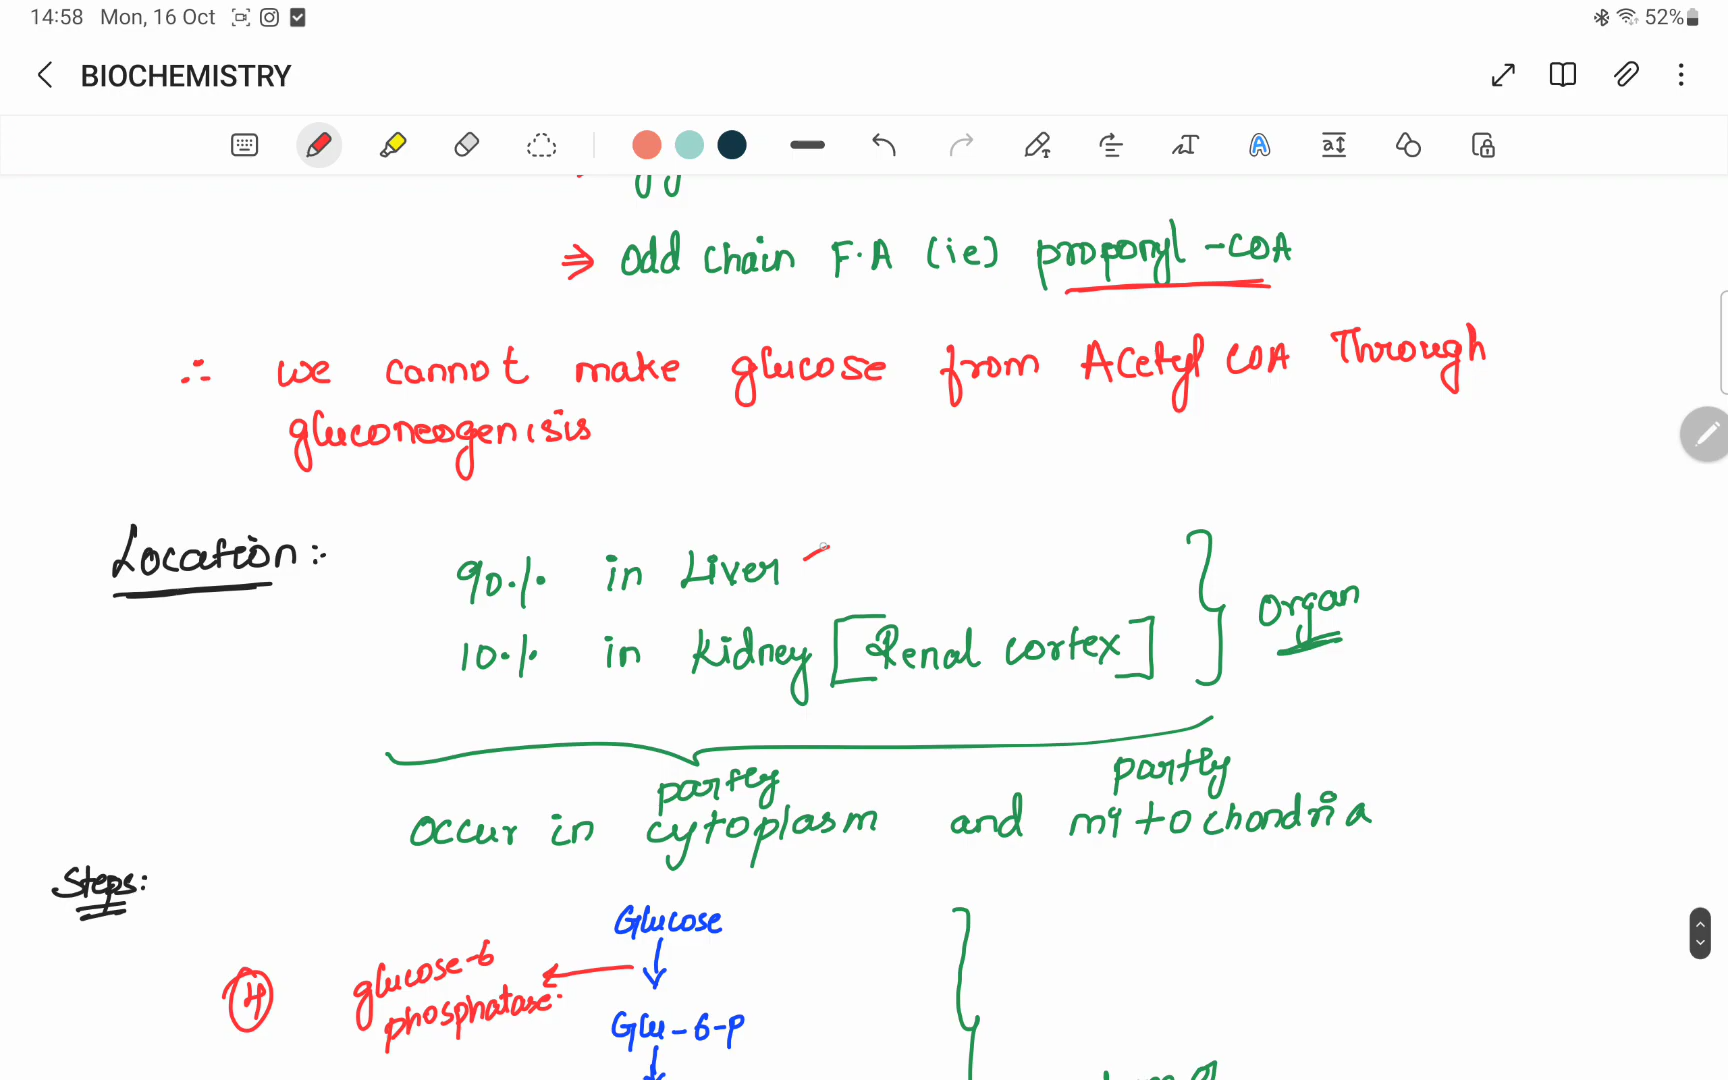 14:58 Mon, 16 Oct 52%
BIOCHEMISTRY
⇒ odd chain F.A (ie) proponyl -COA
∴ we cannot make glucose from Acetyl COA Through
gluconeogenisis
Location:-
90% in Liver
10% in kidney [Renal cortex]
Organ
partly partly
occur in cytoplasm and mitochondria
Steps:
Glucose
④ glucose-6
phosphatase
Glu-6-P